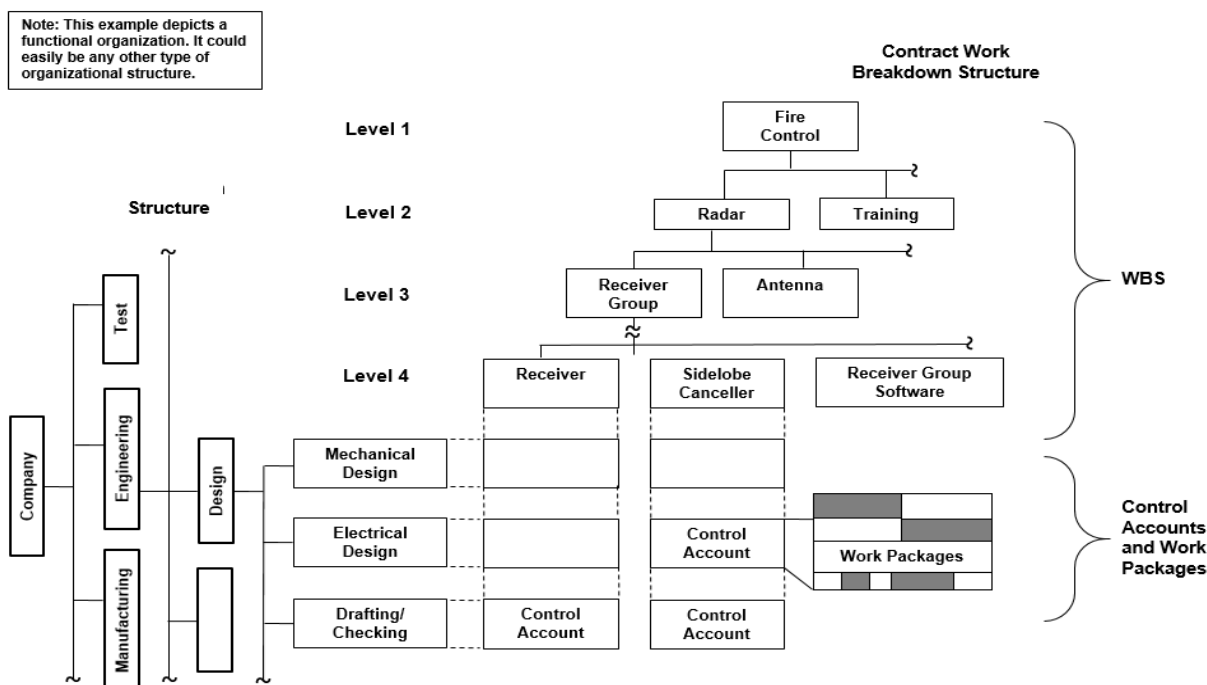 Note: This example depicts a
functional organization. It could
easily be any other type of
organizational structure.
Contract Work
Breakdown Structure
Level 1
Fire
Control
Structure
Level 2
Radar
Training
WBS
Level 3
Receiver
Group
Antenna
Test
Level 4
Receiver
Sidelobe
Canceller
Receiver Group
Software
Company
Engineering
Design
Mechanical
Design
Electrical
Design
Control
Account
Work Packages
Control
Accounts
and Work
Packages
Manufacturing
Drafting/
Checking
Control
Account
Control
Account